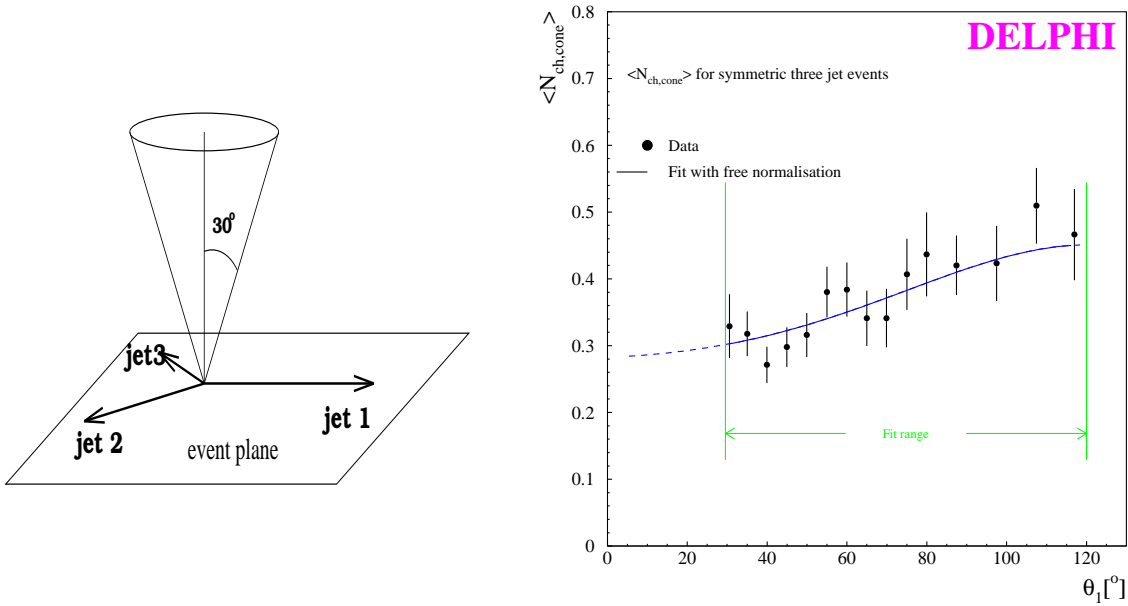 30°
jet3
jet 1
jet 2
event plane
DELPHI
<N_ch,cone> for symmetric three jet events
Data
Fit with free normalisation
Fit range
<N_ch,cone>
0.8
0.7
0.6
0.5
0.4
0.3
0.2
0.1
0
0
20
40
60
80
100
120
θ_1[°]